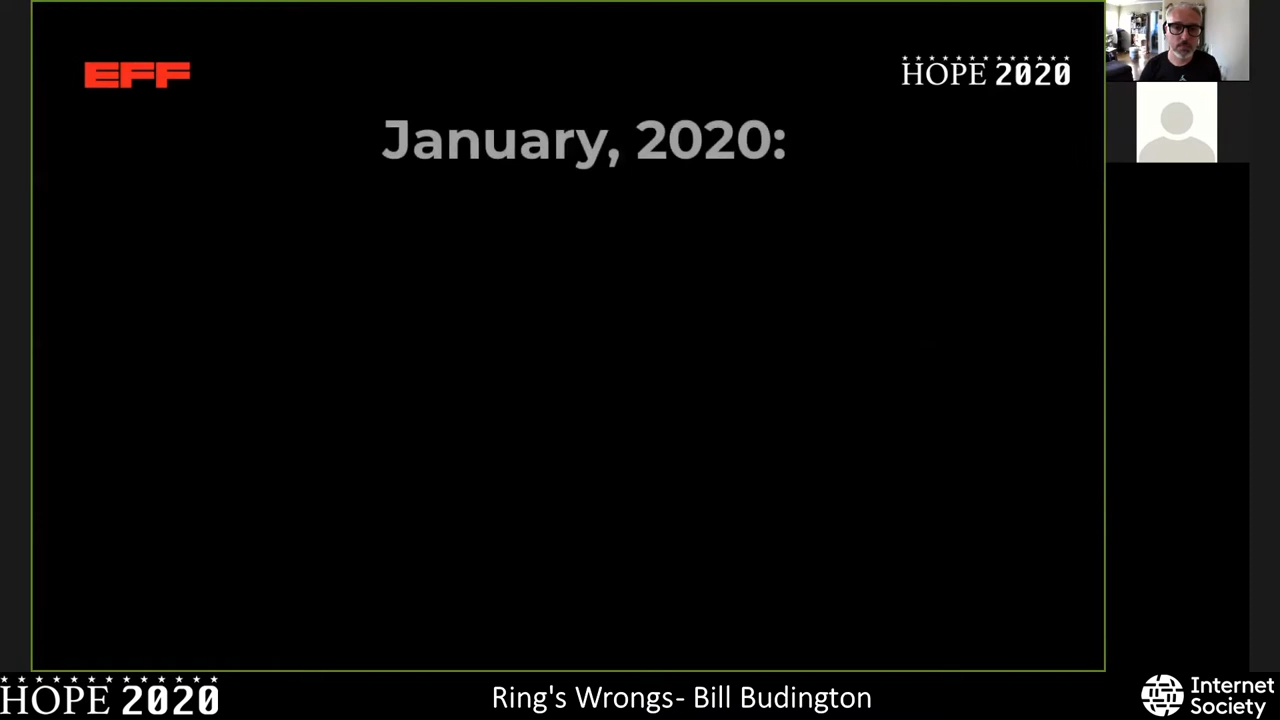 EFF
HOPE 2020
January, 2020:
HOPE 2020
Ring's Wrongs- Bill Budington
Internet
Society